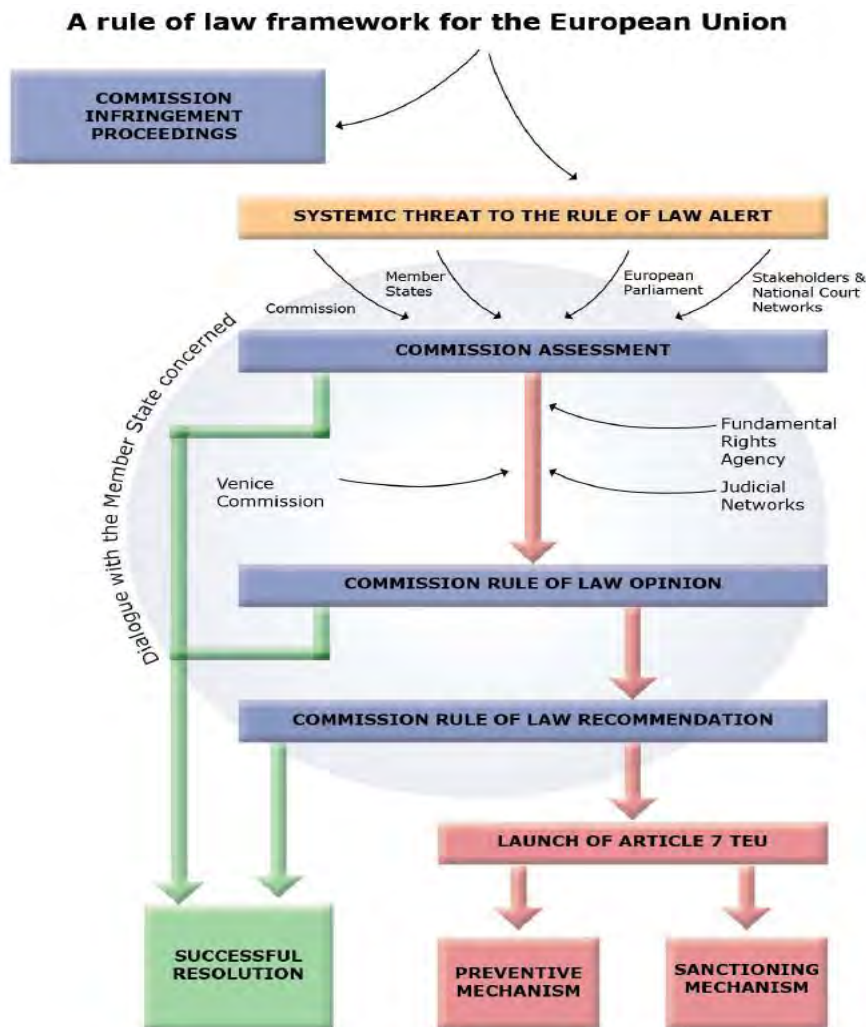 A rule of law framework for the European Union
COMMISSION
INFRINGEMENT
PROCEEDINGS
SYSTEMIC THREAT TO THE RULE OF LAW ALERT
Commission
Member
States
European
Parliament
Stakeholders &
National Court
Networks
Dialogue with the Member State concerned
COMMISSION ASSESSMENT
Fundamental
Rights
Agency
Venice
Commission
Judicial
Networks
COMMISSION RULE OF LAW OPINION
COMMISSION RULE OF LAW RECOMMENDATION
LAUNCH OF ARTICLE 7 TEU
SUCCESSFUL
RESOLUTION
PREVENTIVE
MECHANISM
SANCTIONING
MECHANISM